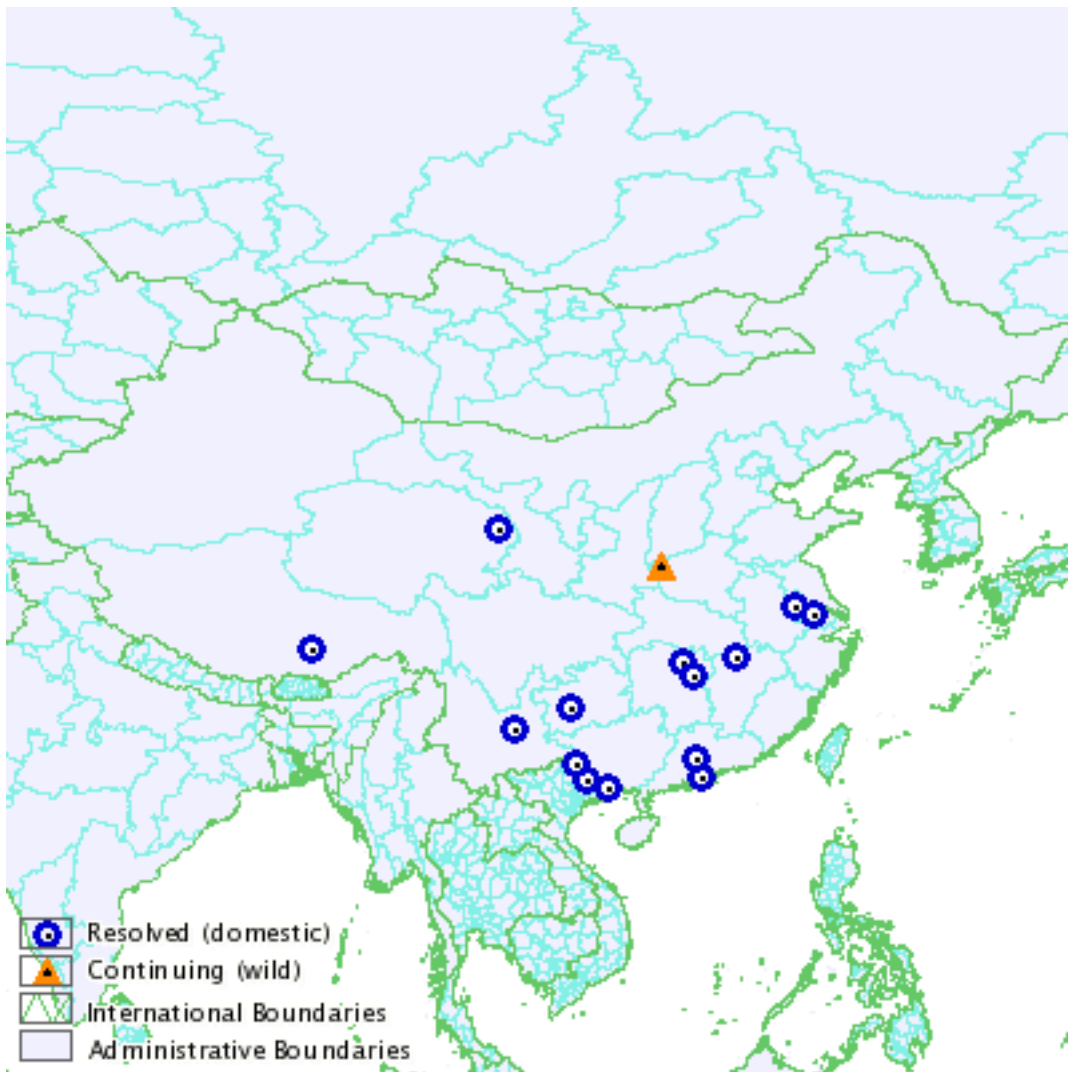 Resolved (domestic)
Continuing (wild)
International Boundaries
Administrative Boundaries